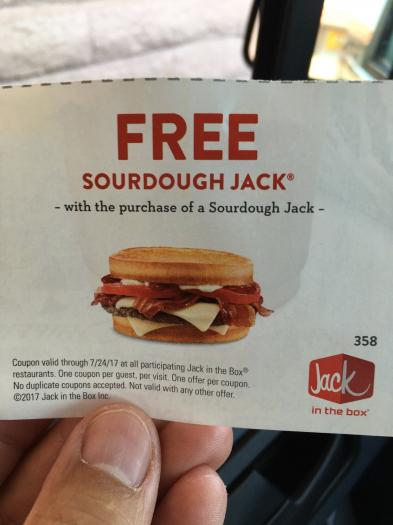 FREE
SOURDOUGH JACK®
- with the purchase of a Sourdough Jack -
358
Coupon valid through 7/24/17 at all participating Jack in the Box®
restaurants. One coupon per guest, per visit. One offer per coupon.
No duplicate coupons accepted. Not valid with any other offer.
©2017 Jack in the Box Inc.
Jack
in the box®